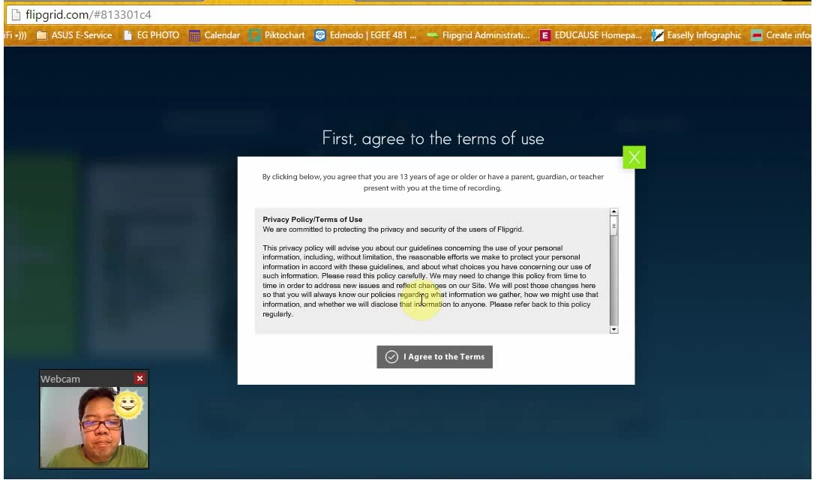 flipgrid.com/#813301c4
ASUS E-Service EG PHOTO Calendar Piktochart Edmodo | EGEE 481 ... Flipgrid Administrati... EDUCAUSE Homepa... Easelly Infographic Create info
First, agree to the terms of use
By clicking below, you agree that you are 13 years of age or older or have a parent, guardian, or teacher
present with you at the time of recording.
Privacy Policy/Terms of Use
We are committed to protecting the privacy and security of the users of Flipgrid.
This privacy policy will advise you about our guidelines concerning the use of your personal
information, including, without limitation, the reasonable efforts we make to protect your personal
information in accord with these guidelines, and about what choices you have concerning our use of
such information. Please read this policy carefully. We may need to change this policy from time to
time in order to address new issues and reflect changes on our Site. We will post those changes here
so that you will always know our policies regarding what information we gather, how we might use that
information, and whether we will disclose that information to anyone. Please refer back to this policy
regularly.
I Agree to the Terms
Webcam